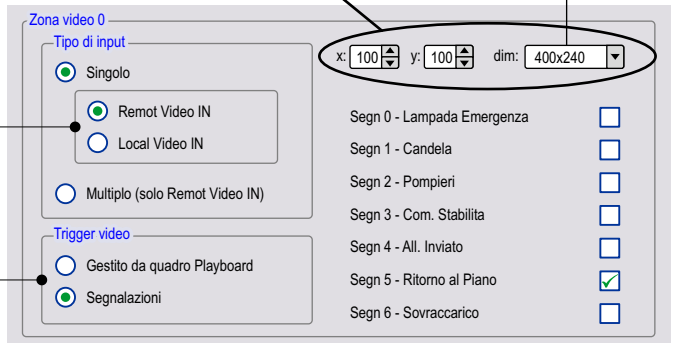 Zona video 0
Tipo di input
Singolo
Remot Video IN
Local Video IN
Multiplo (solo Remot Video IN)
Trigger video
Gestito da quadro Playboard
Segnalazioni
x: 100 y: 100 dim: 400x240
Segn 0 - Lampada Emergenza
Segn 1 - Candela
Segn 2 - Pompieri
Segn 3 - Com. Stabilita
Segn 4 - All. Inviato
Segn 5 - Ritorno al Piano
Segn 6 - Sovraccarico